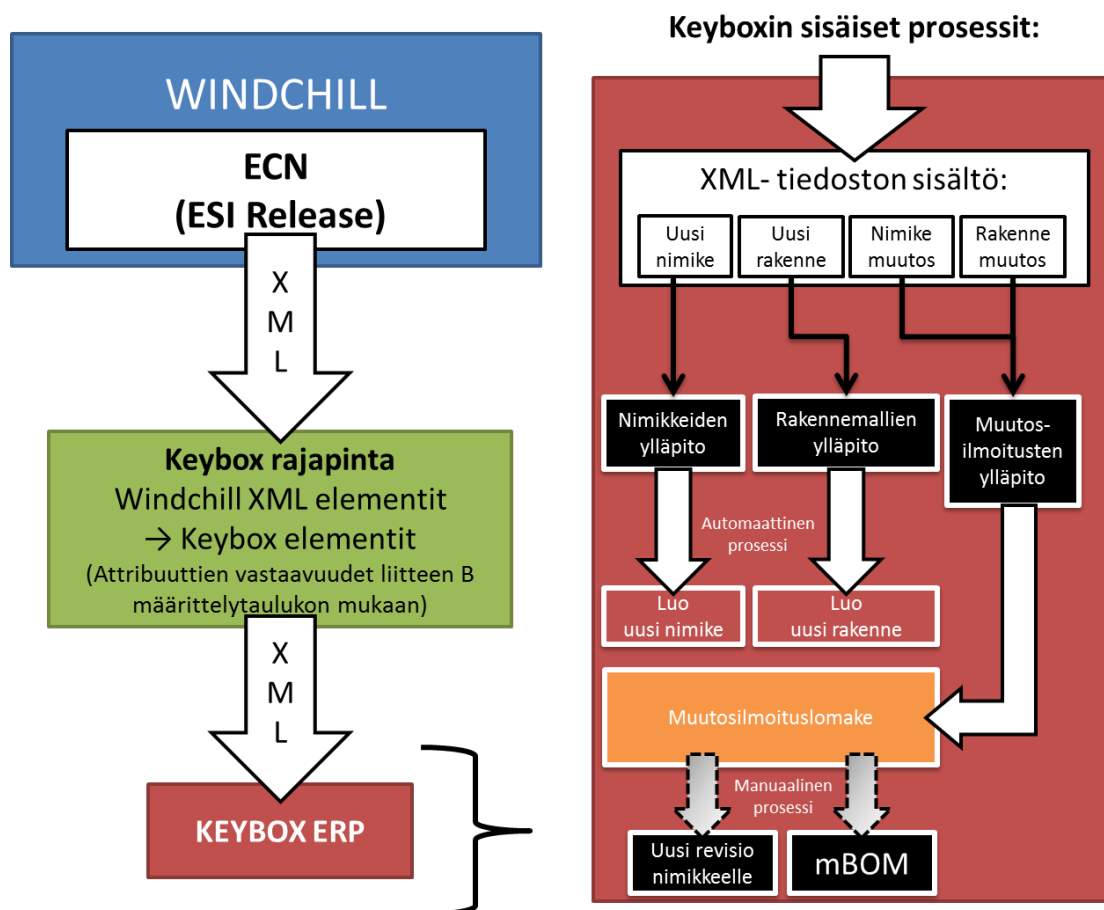 WINDCHILL
ECN
(ESI Release)
X
M
L
Keybox rajapinta
Windchill XML elementit
→ Keybox elementit
(Attribuuttien vastaavuudet liitteen B
määrittelytaulukon mukaan)
X
M
L
KEYBOX ERP
Keyboxin sisäiset prosessit:
XML- tiedoston sisältö:
Uusi
nimike
Uusi
rakenne
Nimike
muutos
Rakenne
muutos
Nimikkeiden
ylläpito
Rakennemallien
ylläpito
Muutos-
ilmoitusten
ylläpito
Automaattinen
prosessi
Luo
uusi nimike
Luo
uusi rakenne
Muutosilmoituslomake
Manuaalinen
prosessi
Uusi revisio
nimikkeelle
mBOM